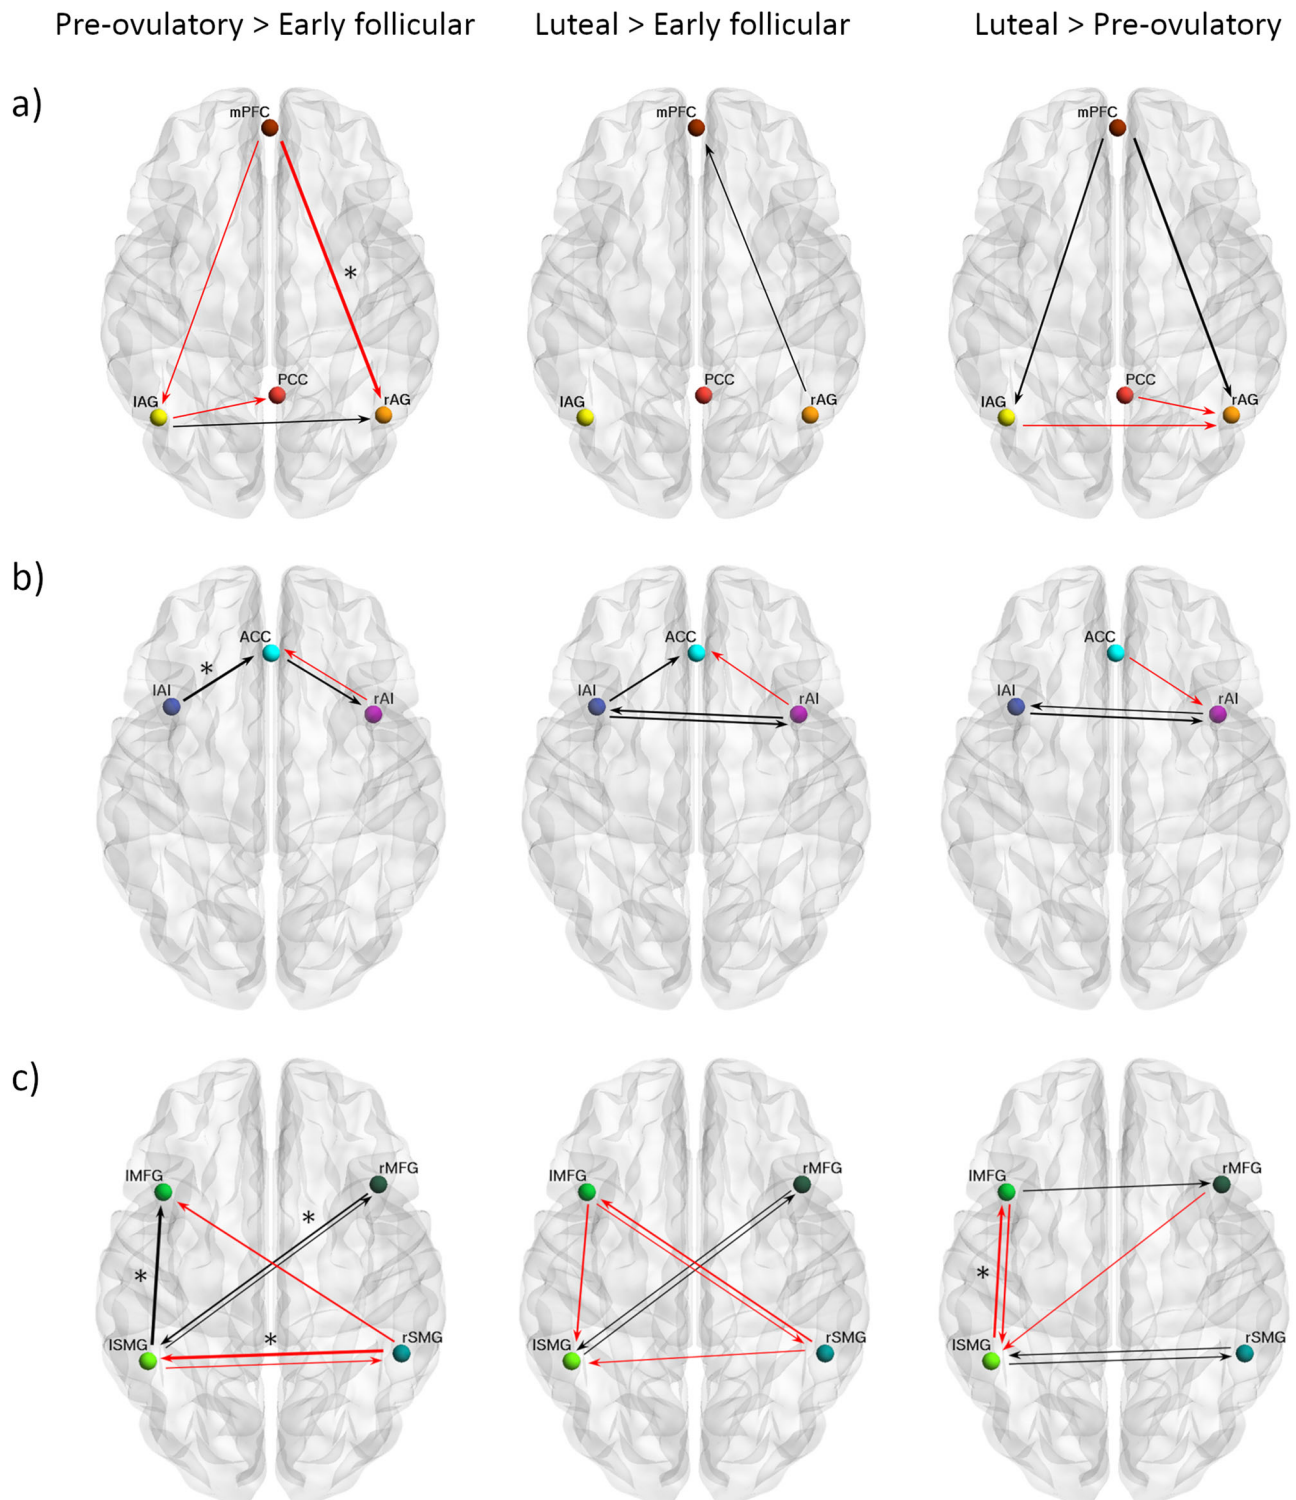 Pre-ovulatory > Early follicular Luteal > Early follicular Luteal > Pre-ovulatory
a)
mPFC mPFC mPFC
*
PCC PCC PCC
lAG rAG lAG rAG lAG rAG
b)
ACC ACC ACC
*
lAI rAI lAI rAI lAI rAI
c)
lMFG rMFG lMFG rMFG lMFG rMFG
*
* *
*
lSMG rSMG lSMG rSMG lSMG rSMG